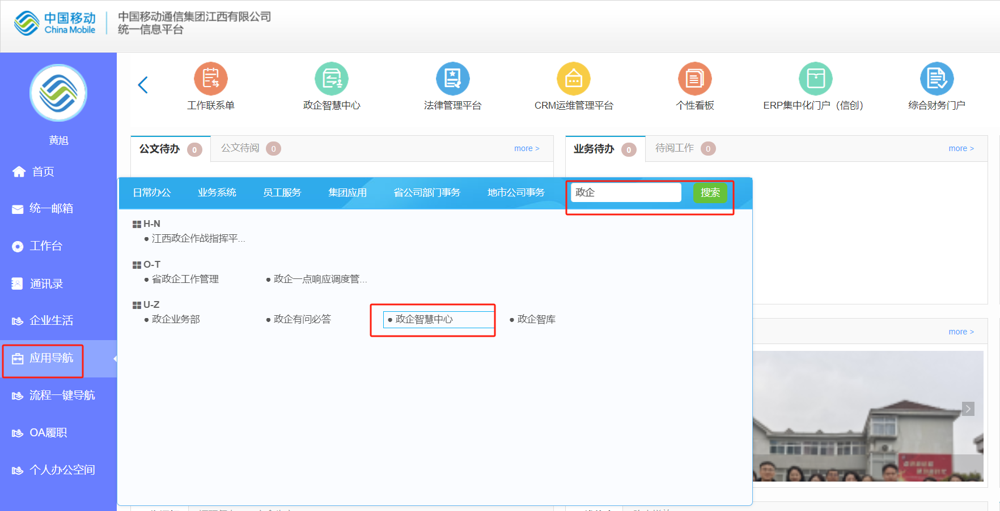 中国移动
China Mobile
中国移动通信集团江西有限公司
统一信息平台
黄旭
首页
统一邮箱
工作台
通讯录
企业生活
应用导航
流程一键导航
OA履职
个人办公空间
工作联系单
政企智慧中心
法律管理平台
CRM运维管理平台
个性看板
ERP集中化门户（信创）
综合财务门户
公文待办 0 公文待阅 0 more >
业务待办 0 待阅工作 0 more >
日常办公 业务系统 员工服务 集团应用 省公司部门事务 地市公司事务 政企 搜索
H-N
江西政企作战指挥平...
O-T
省政企工作管理 政企一点响应调度管...
U-Z
政企业务部 政企有问必答 政企智慧中心 政企智库
more >